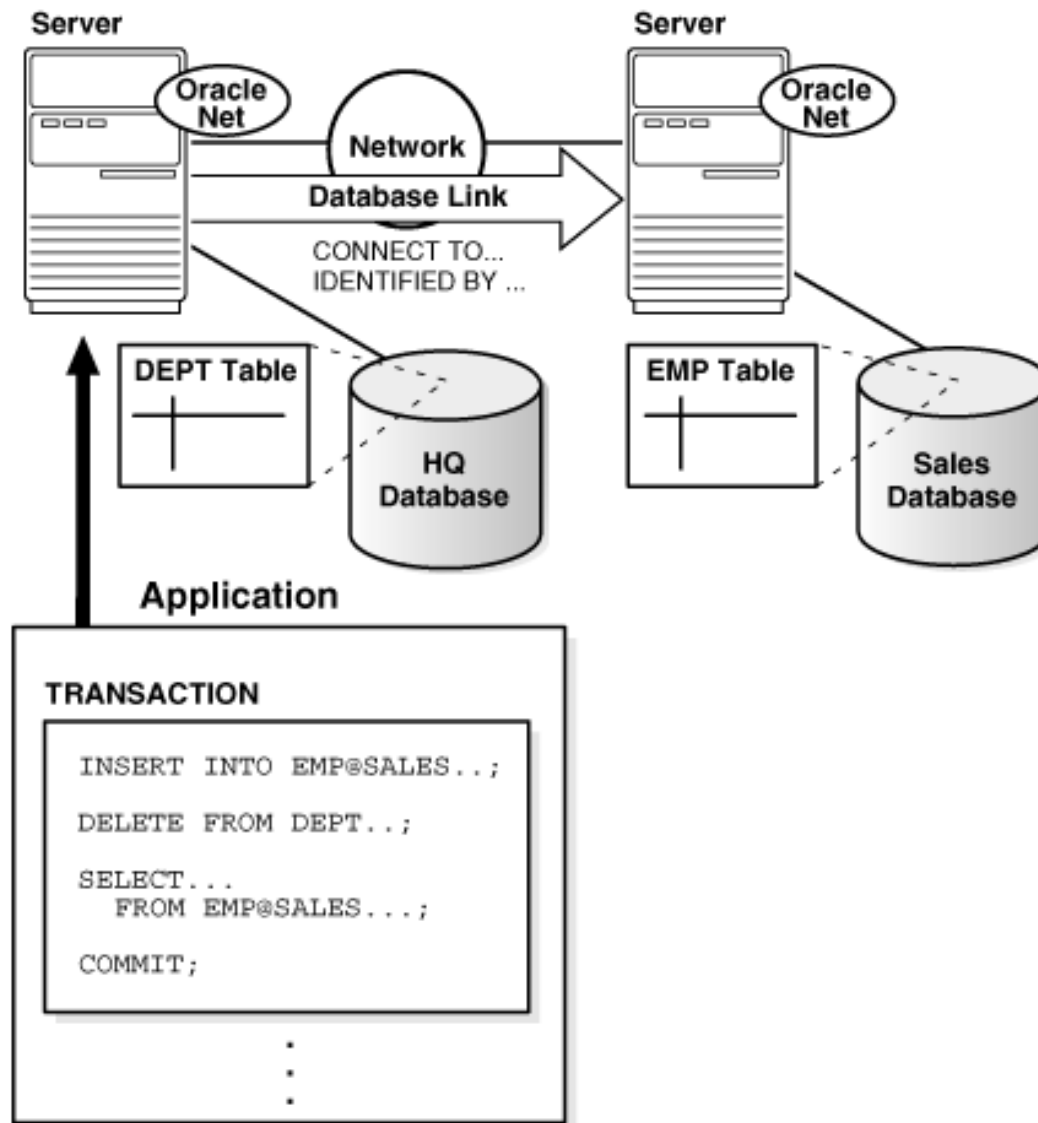 Server
Server
Oracle
Net
Oracle
Net
Network
Database Link
CONNECT TO...
IDENTIFIED BY ...
DEPT Table
EMP Table
HQ
Database
Sales
Database
Application
TRANSACTION
INSERT INTO EMP@SALES..;
DELETE FROM DEPT..;
SELECT...
FROM EMP@SALES...;
COMMIT;